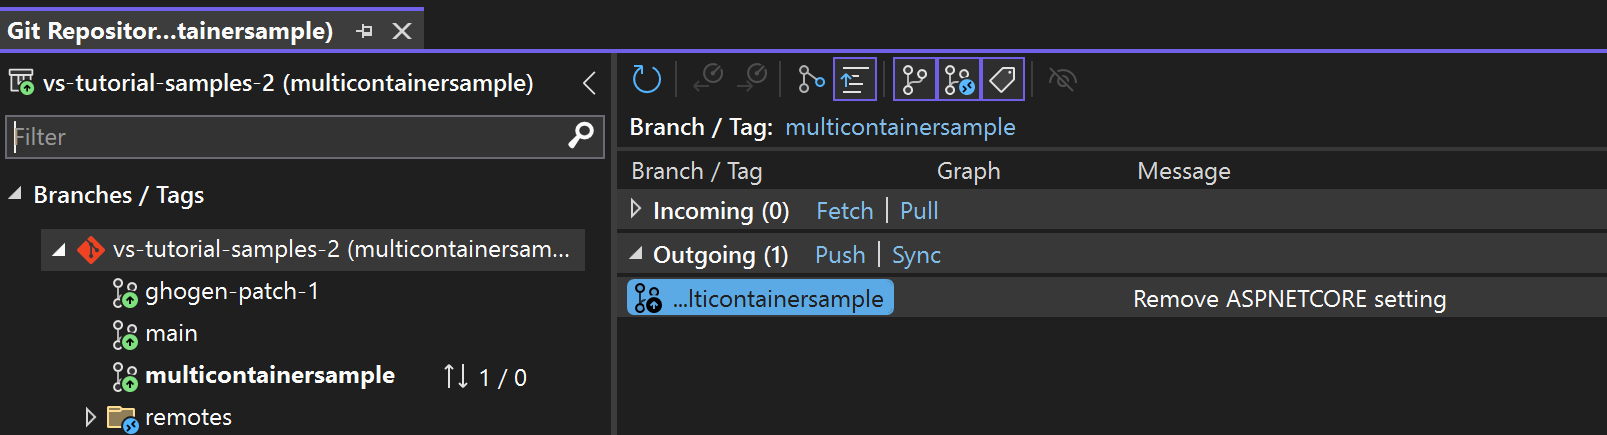 Git Repositor...tainersample)
vs-tutorial-samples-2 (multicontainersample)
Filter
Branches / Tags
vs-tutorial-samples-2 (multicontainersam...
ghogen-patch-1
main
multicontainersample 1 / 0
remotes
Branch / Tag: multicontainersample
Branch / Tag Graph Message
Incoming (0) Fetch | Pull
Outgoing (1) Push | Sync
...lticontainersample Remove ASPNETCORE setting